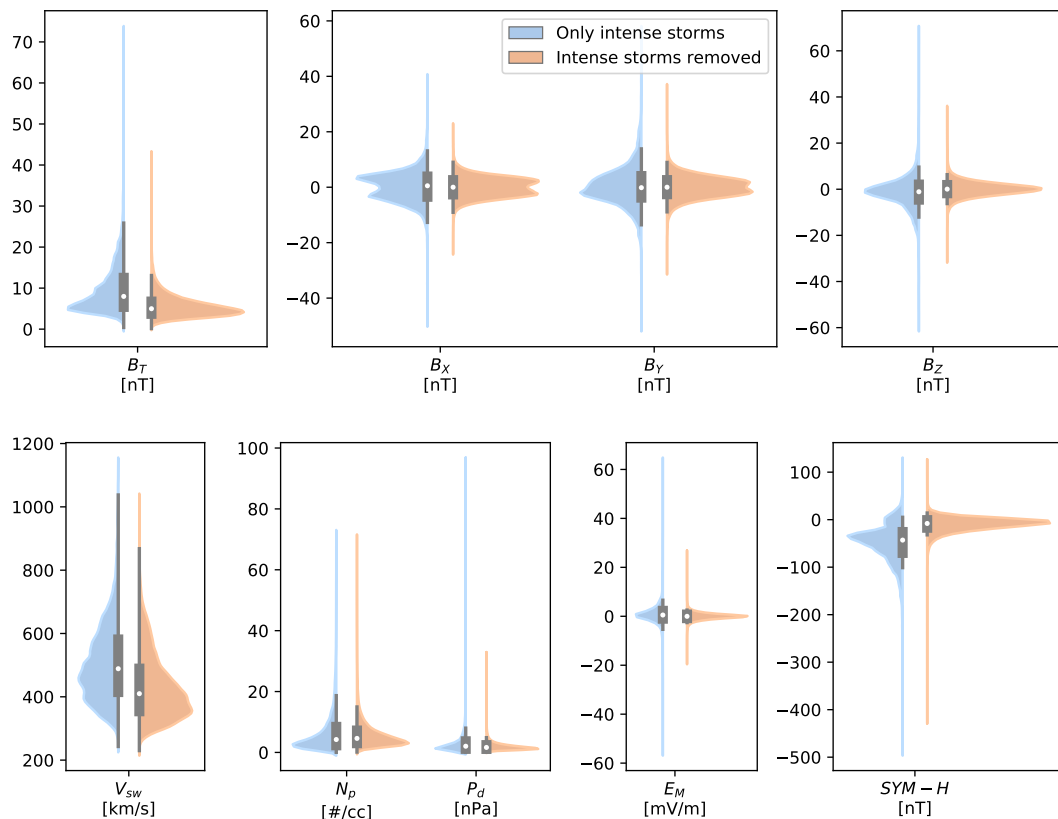 70
60
50
40
30
20
10
0
B_T
[nT]
60
40
20
0
−20
−40
Only intense storms
Intense storms removed
B_X
[nT]
B_Y
[nT]
60
40
20
0
−20
−40
−60
B_Z
[nT]
1200
1000
800
600
400
200
V_sw
[km/s]
100
80
60
40
20
0
N_p
[#/cc]
P_d
[nPa]
60
40
20
0
−20
−40
−60
E_M
[mV/m]
100
0
−100
−200
−300
−400
−500
SYM − H
[nT]